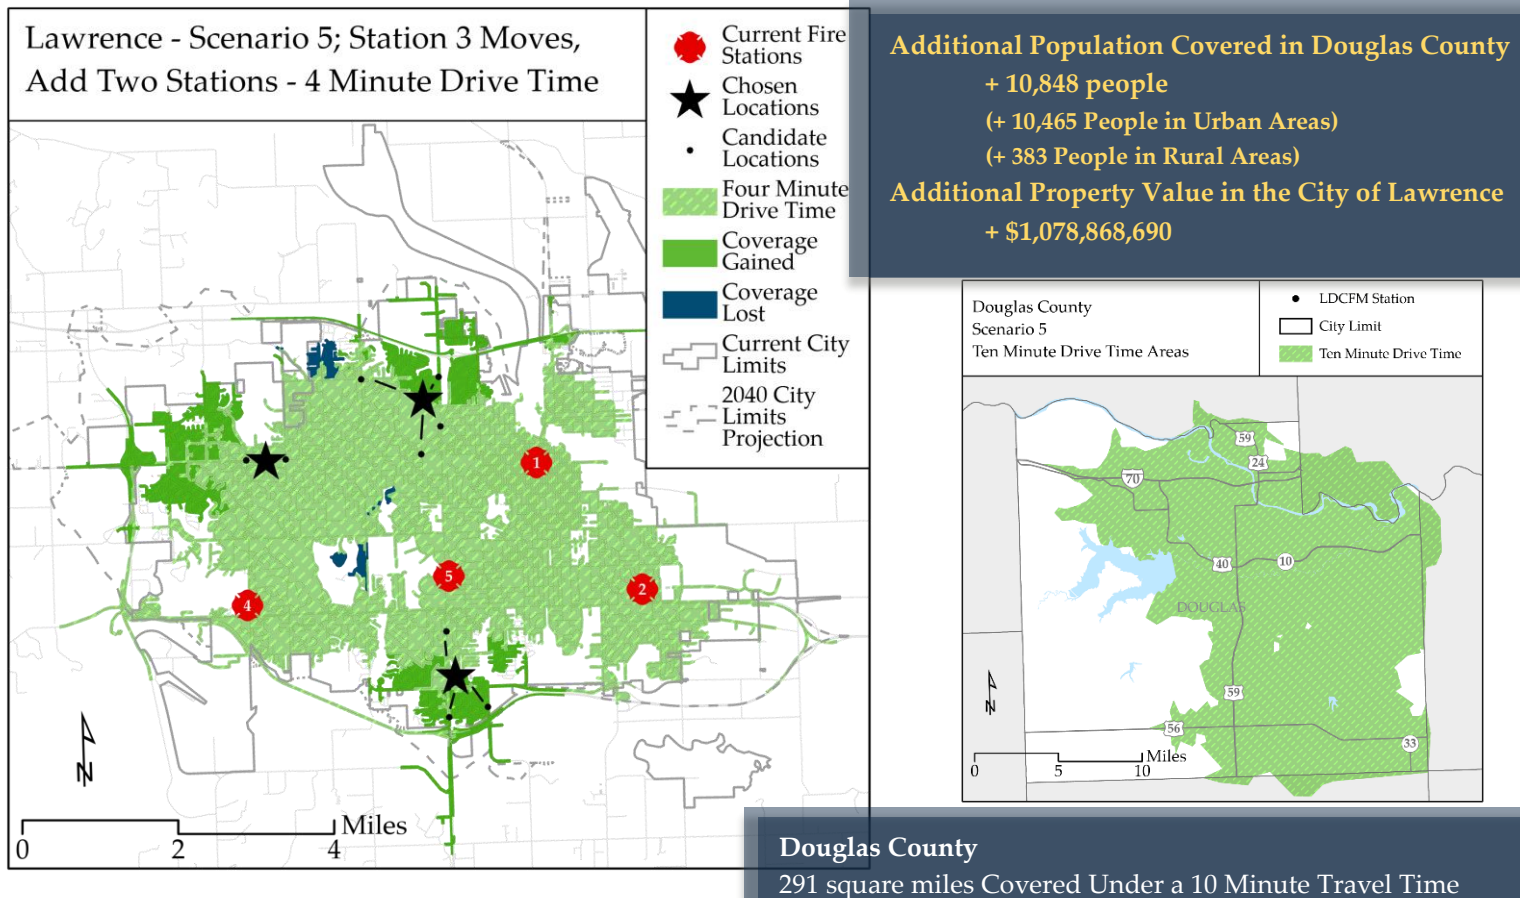 Lawrence - Scenario 5; Station 3 Moves,
Add Two Stations - 4 Minute Drive Time
Current Fire
Stations
Chosen
Locations
Candidate
Locations
Four Minute
Drive Time
Coverage
Gained
Coverage
Lost
Current City
Limits
2040 City
Limits
Projection
1
5
2
4
N
Miles
0 2 4
Additional Population Covered in Douglas County
+ 10,848 people
(+ 10,465 People in Urban Areas)
(+ 383 People in Rural Areas)
Additional Property Value in the City of Lawrence
+ $1,078,868,690
Douglas County
Scenario 5
Ten Minute Drive Time Areas
LDCFM Station
City Limit
Ten Minute Drive Time
59
24
70
40
10
DOUGLAS
59
56
33
N
Miles
0 5 10
Douglas County
291 square miles Covered Under a 10 Minute Travel Time